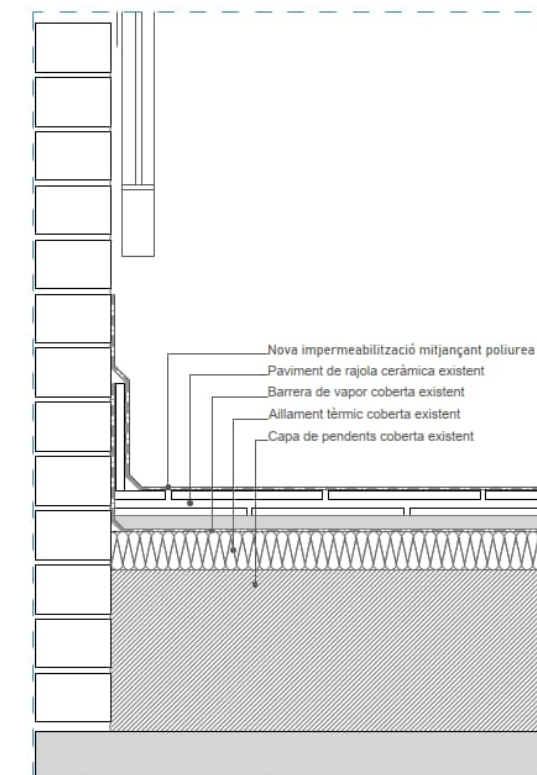 Nova impermeabilització mitjançant poliurea
Paviment de rajola ceràmica existent
Barrera de vapor coberta existent
Aïllament tèrmic coberta existent
Capa de pendents coberta existent